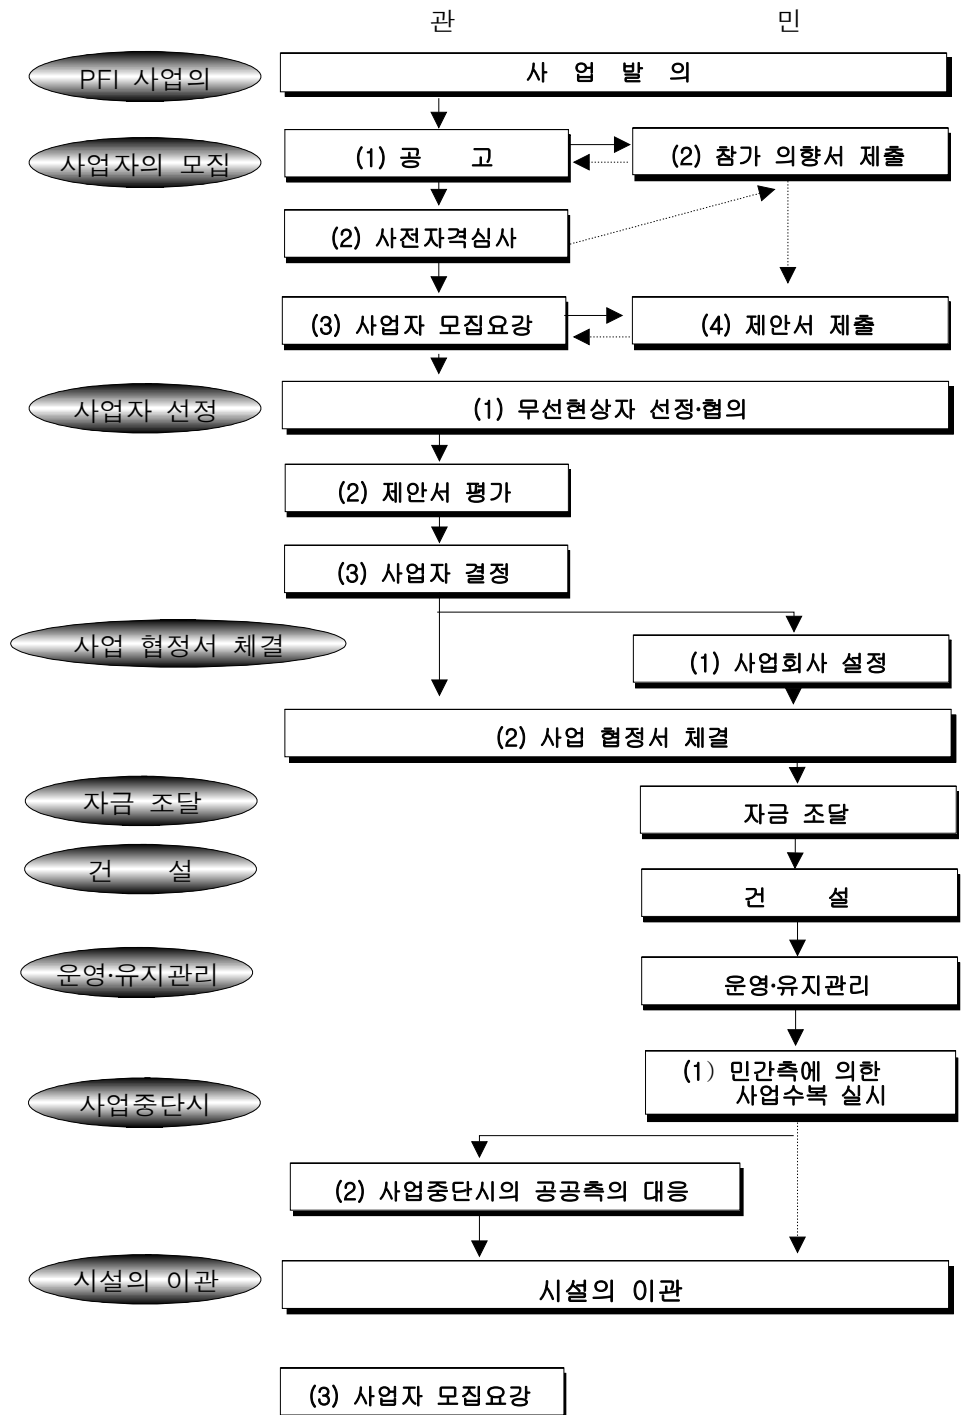 관 민
PFI 사업의
사 업 발 의
사업자의 모집
(1) 공 고
(2) 참가 의향서 제출
(2) 사전자격심사
(3) 사업자 모집요강
(4) 제안서 제출
사업자 선정
(1) 무선현상자 선정·협의
(2) 제안서 평가
(3) 사업자 결정
사업 협정서 체결
(1) 사업회사 설정
(2) 사업 협정서 체결
자금 조달
자금 조달
건 설
건 설
운영·유지관리
운영·유지관리
사업중단시
(1) 민간측에 의한
사업수복 실시
(2) 사업중단시의 공공측의 대응
시설의 이관
시설의 이관
(3) 사업자 모집요강